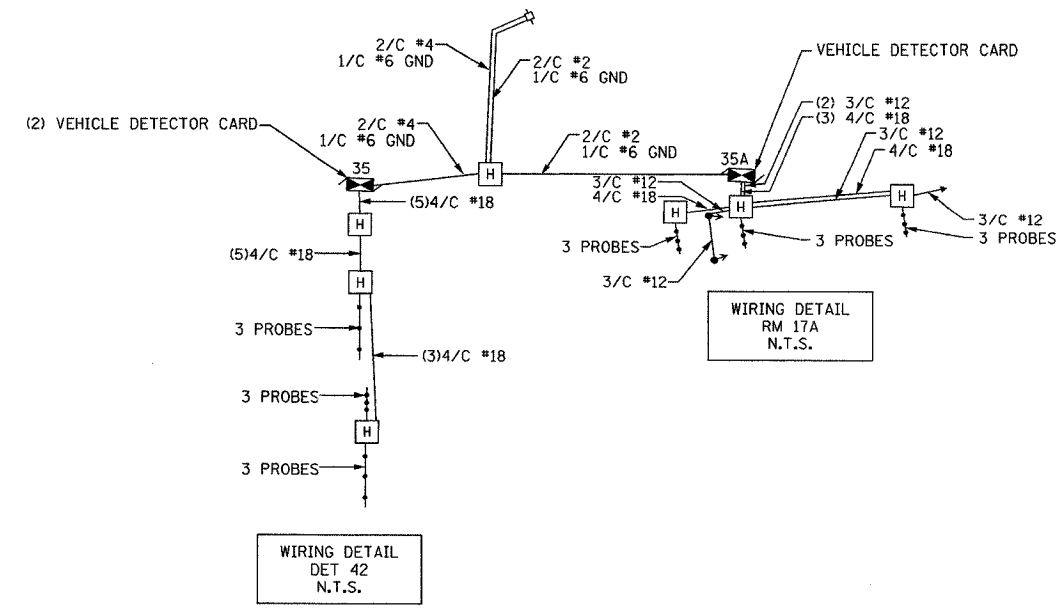 2/C #4
1/C #6 GND
2/C #2
1/C #6 GND
VEHICLE DETECTOR CARD
(2) VEHICLE DETECTOR CARD
2/C #4
1/C #6 GND
35
H
2/C #2
1/C #6 GND
35A
(2) 3/C #12
(3) 4/C #18
3/C #12
4/C #18
3/C #12
4/C #18
H
H
H
3/C #12
3 PROBES
3 PROBES
3 PROBES
3/C #12
(5)4/C #18
H
(5)4/C #18
H
3 PROBES
(3)4/C #18
3 PROBES
H
3 PROBES
WIRING DETAIL
RM 17A
N.T.S.
WIRING DETAIL
DET 42
N.T.S.